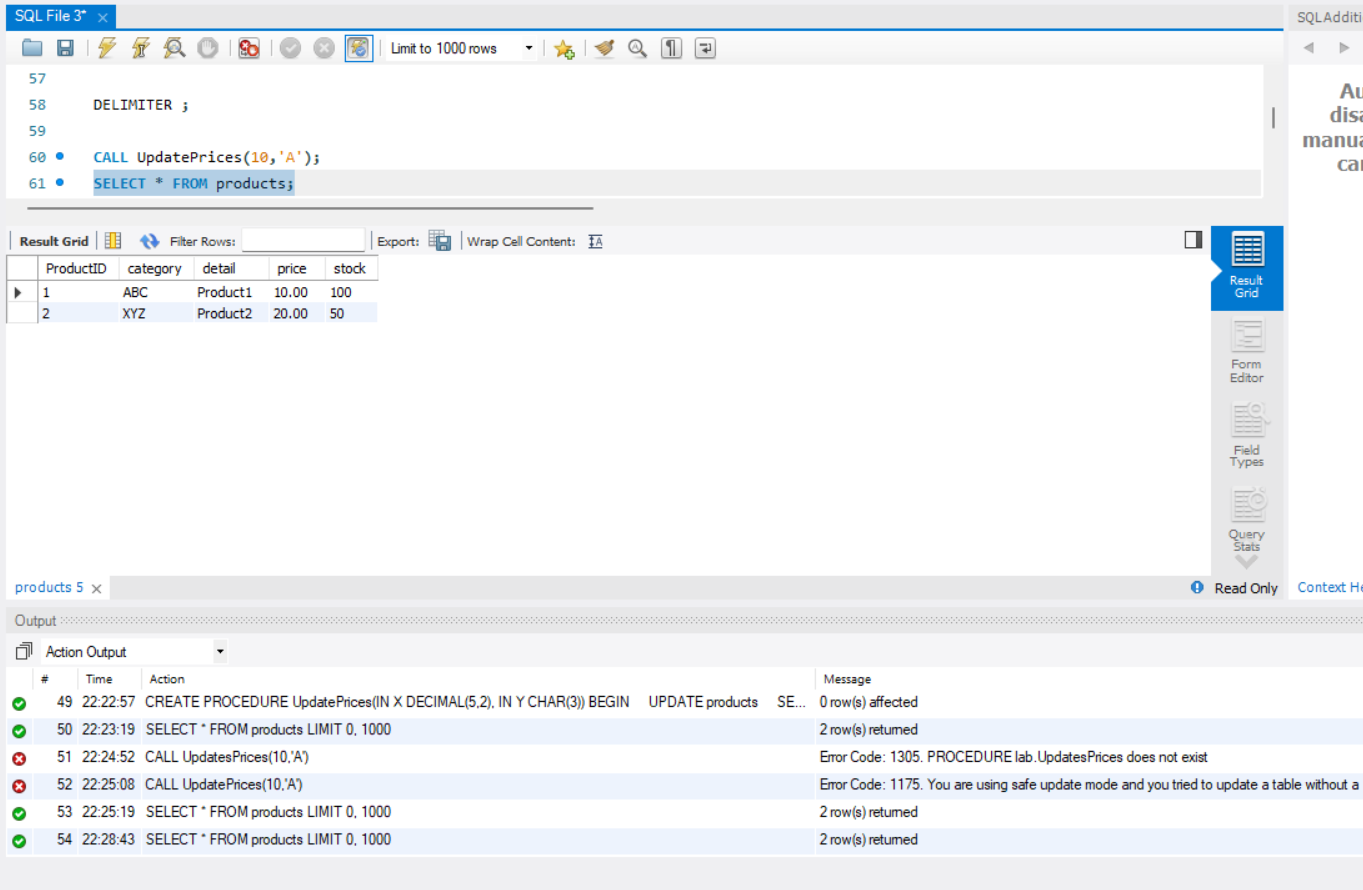 SQL File 3*
SQLAdditi
Limit to 1000 rows
57
58 DELIMITER ;
59
60 CALL UpdatePrices(10,'A');
61 SELECT * FROM products;
Au
disa
manua
car
Result Grid Filter Rows: Export: Wrap Cell Content:
ProductID category detail price stock
1 ABC Product1 10.00 100
2 XYZ Product2 20.00 50
Result
Grid
Form
Editor
Field
Types
Query
Stats
products 5
Read Only
Context He
Output
Action Output
# Time Action Message
49 22:22:57 CREATE PROCEDURE UpdatePrices(IN X DECIMAL(5,2), IN Y CHAR(3)) BEGIN UPDATE products SE... 0 row(s) affected
50 22:23:19 SELECT * FROM products LIMIT 0, 1000 2 row(s) returned
51 22:24:52 CALL UpdatesPrices(10,'A') Error Code: 1305. PROCEDURE lab.UpdatesPrices does not exist
52 22:25:08 CALL UpdatePrices(10,'A') Error Code: 1175. You are using safe update mode and you tried to update a table without a
53 22:25:19 SELECT * FROM products LIMIT 0, 1000 2 row(s) returned
54 22:28:43 SELECT * FROM products LIMIT 0, 1000 2 row(s) returned